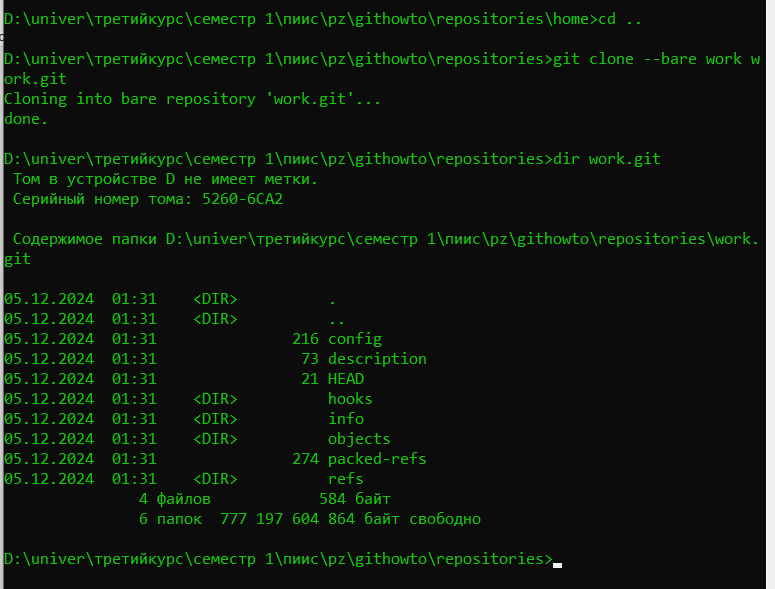 D:\univer\третийкурс\семестр 1\пиис\pz\githowto\repositories\home>cd ..
D:\univer\третийкурс\семестр 1\пиис\pz\githowto\repositories>git clone --bare work w
ork.git
Cloning into bare repository 'work.git'...
done.
D:\univer\третийкурс\семестр 1\пиис\pz\githowto\repositories>dir work.git
 Том в устройстве D не имеет метки.
 Серийный номер тома: 5260-6CA2
 Содержимое папки D:\univer\третийкурс\семестр 1\пиис\pz\githowto\repositories\work.
git
05.12.2024  01:31    <DIR>          .
05.12.2024  01:31    <DIR>          ..
05.12.2024  01:31               216 config
05.12.2024  01:31                73 description
05.12.2024  01:31                21 HEAD
05.12.2024  01:31    <DIR>          hooks
05.12.2024  01:31    <DIR>          info
05.12.2024  01:31    <DIR>          objects
05.12.2024  01:31               274 packed-refs
05.12.2024  01:31    <DIR>          refs
               4 файлов            584 байт
               6 папок  777 197 604 864 байт свободно
D:\univer\третийкурс\семестр 1\пиис\pz\githowto\repositories>